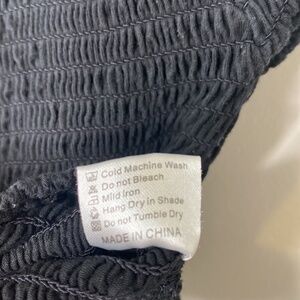 Cold Machine Wash
Do not Bleach
Mild Iron
Hang Dry in Shade
Do not Tumble Dry
MADE IN CHINA